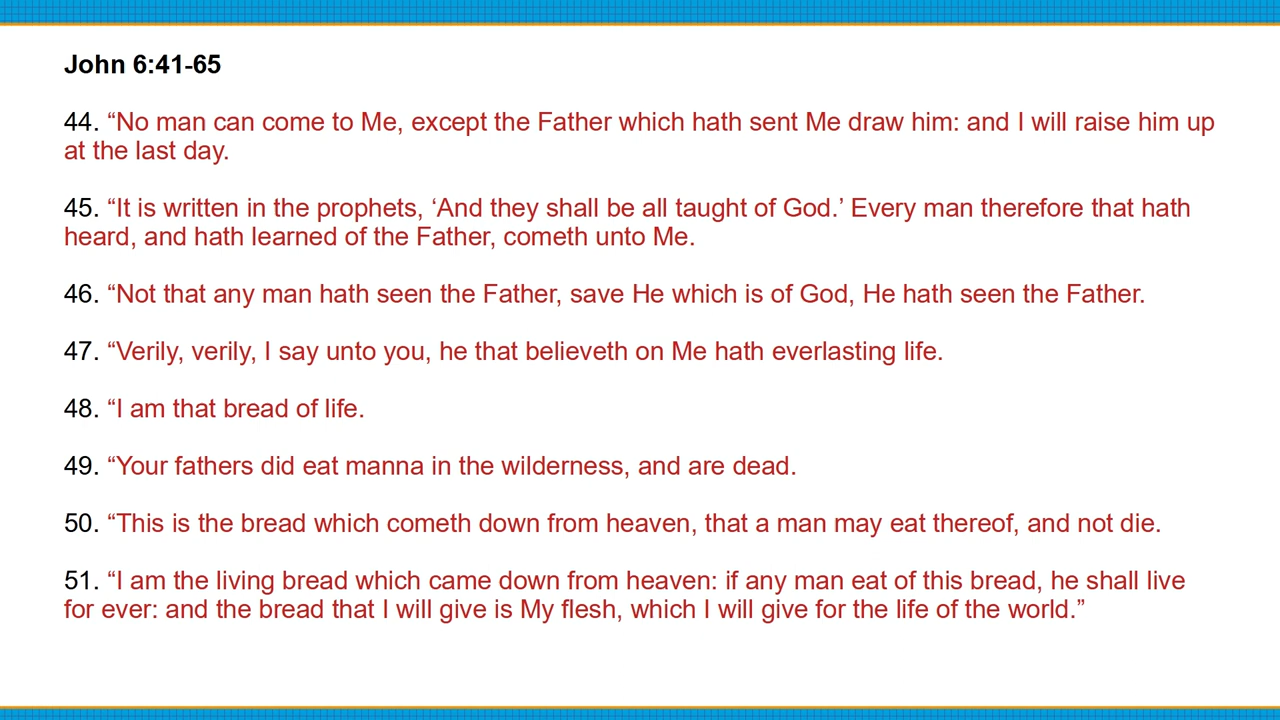 John 6:41-65
44. “No man can come to Me, except the Father which hath sent Me draw him: and I will raise him up
at the last day.
45. “It is written in the prophets, ‘And they shall be all taught of God.’ Every man therefore that hath
heard, and hath learned of the Father, cometh unto Me.
46. “Not that any man hath seen the Father, save He which is of God, He hath seen the Father.
47. “Verily, verily, I say unto you, he that believeth on Me hath everlasting life.
48. “I am that bread of life.
49. “Your fathers did eat manna in the wilderness, and are dead.
50. “This is the bread which cometh down from heaven, that a man may eat thereof, and not die.
51. “I am the living bread which came down from heaven: if any man eat of this bread, he shall live
for ever: and the bread that I will give is My flesh, which I will give for the life of the world.”